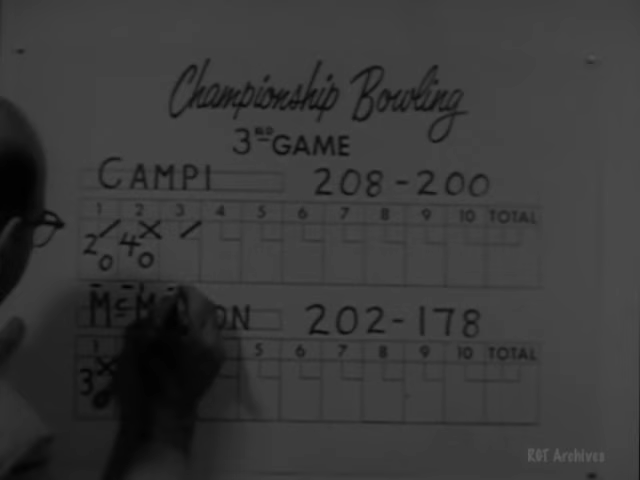 Championship Bowling
3RD GAME
CAMPI 208-200
1 2 3 4 5 6 7 8 9 10 TOTAL
20 40
202-178
1 5 6 7 8 9 10 TOTAL
30
RGT Archives